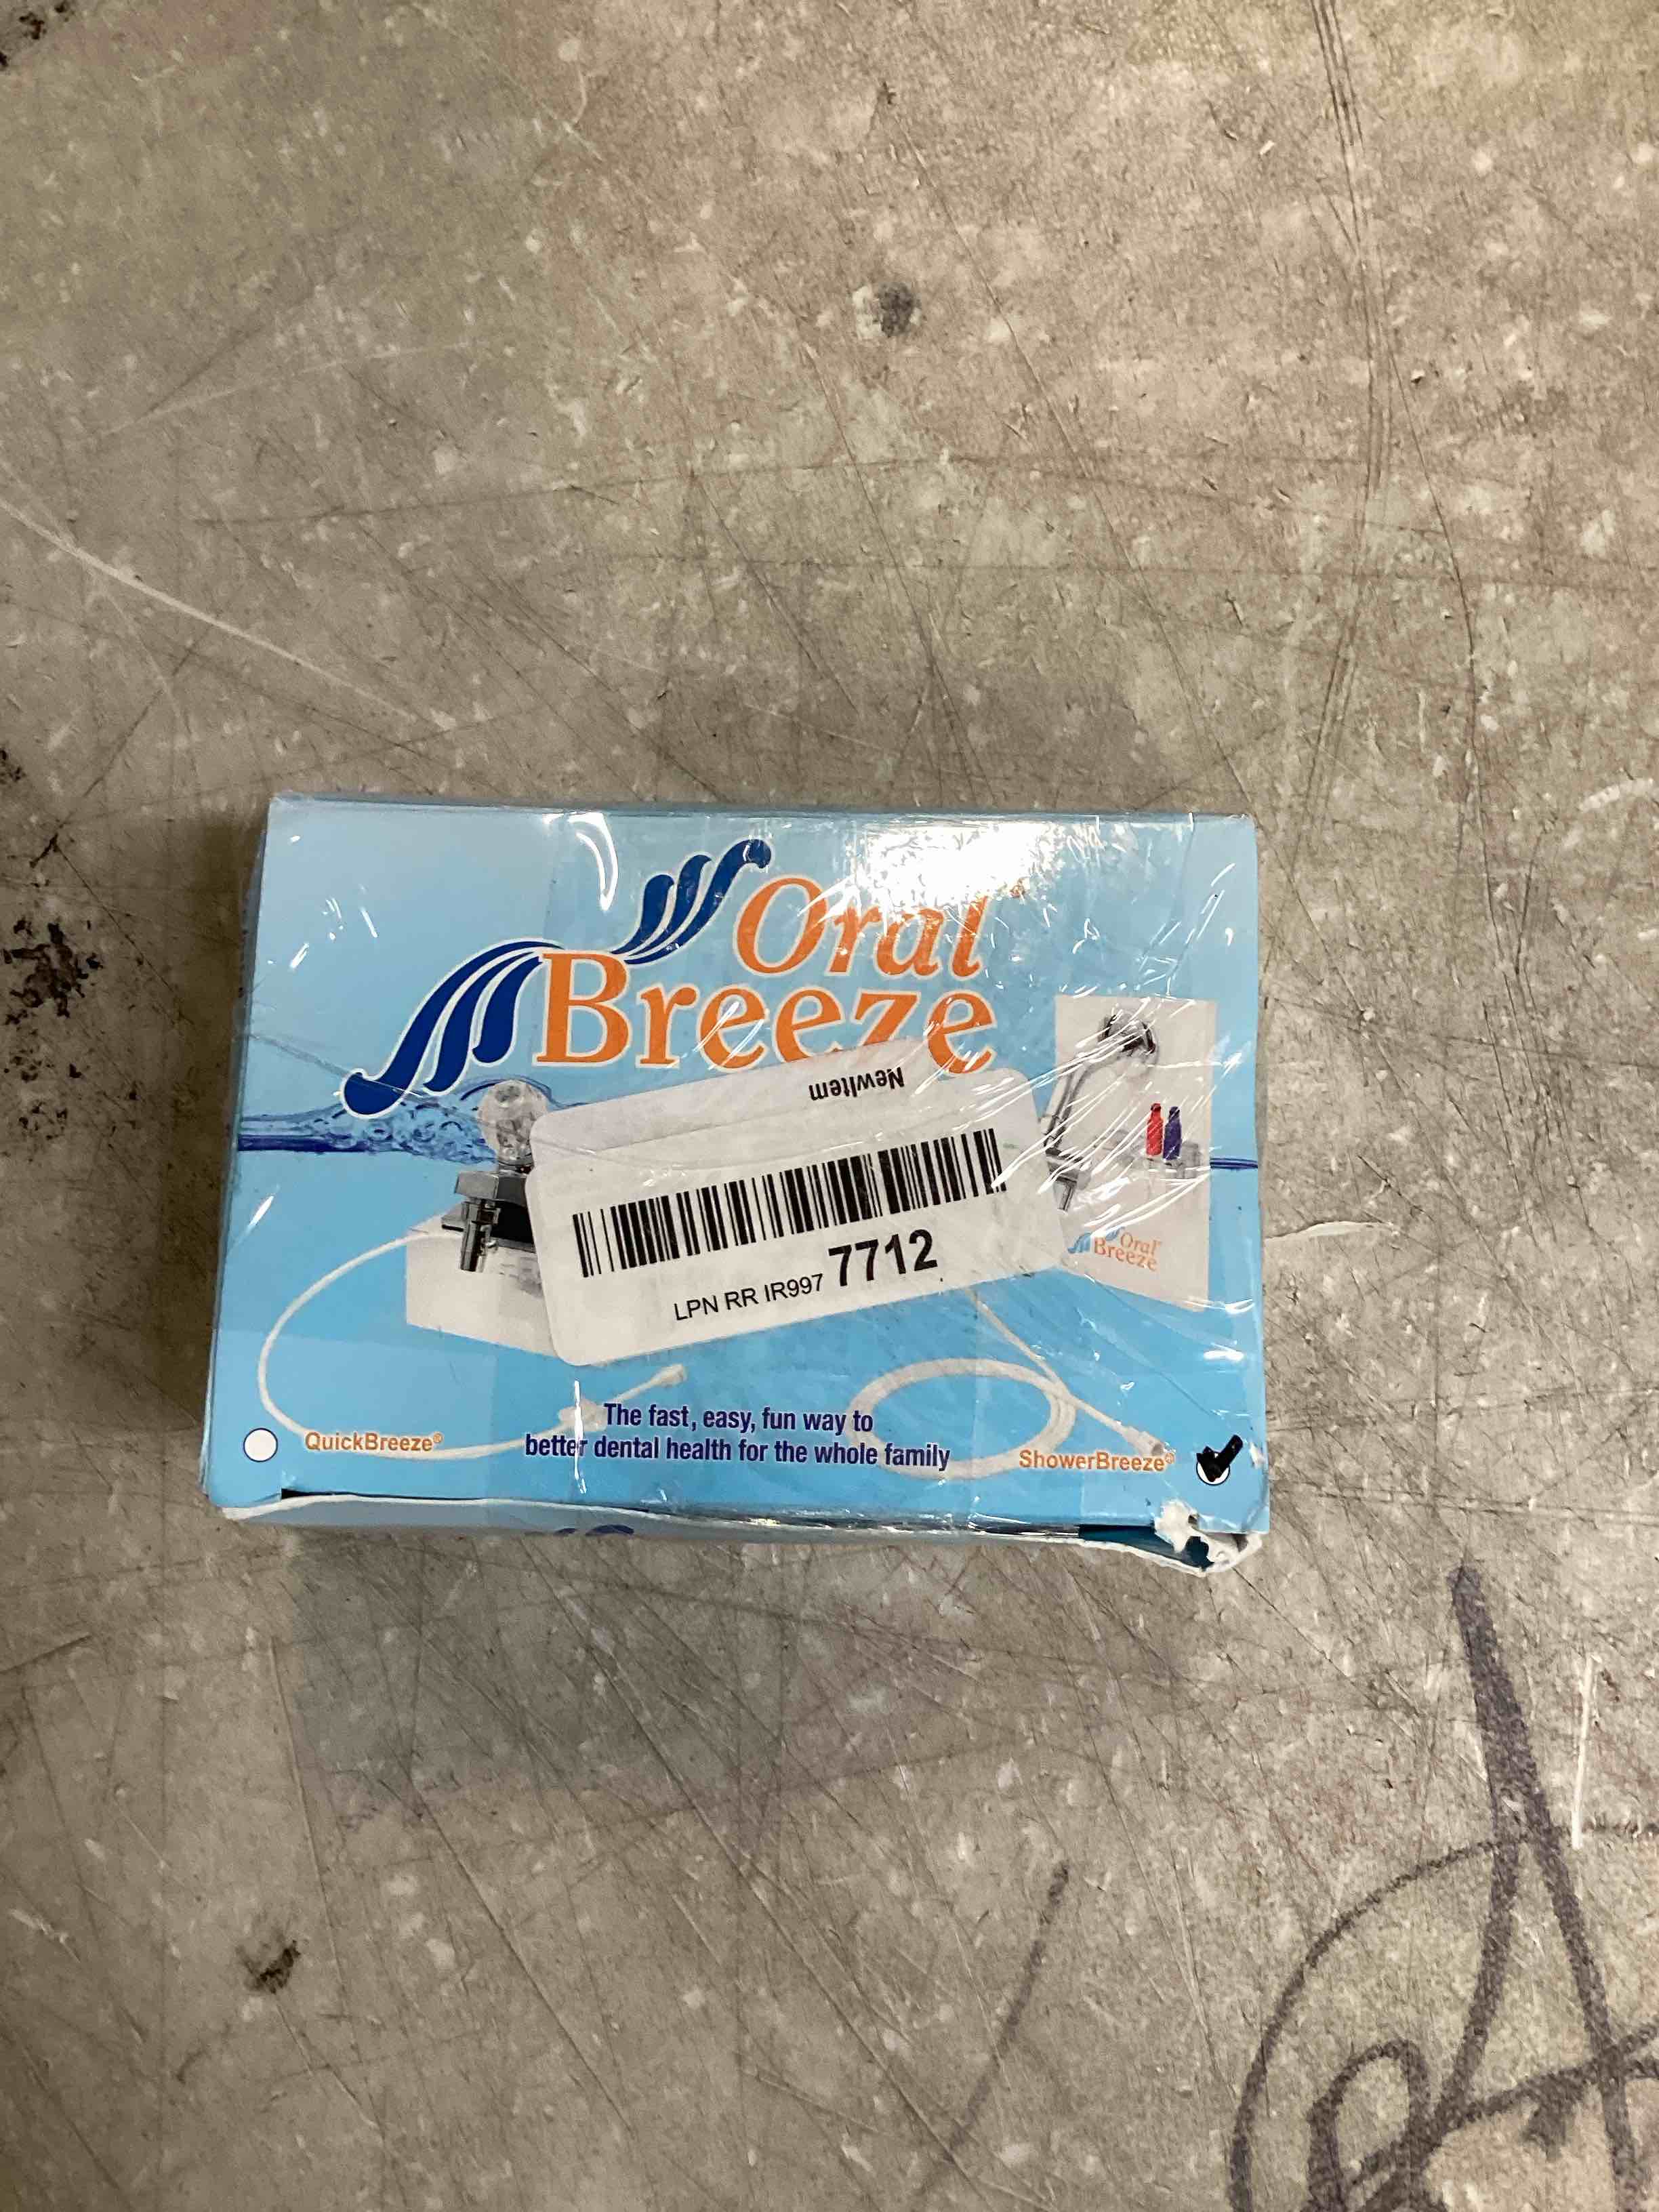 Oral
Breeze
NewItem
LPN RR IR997 7712
Oral
Breeze
The fast, easy, fun way to
better dental health for the whole family
QuickBreeze®
ShowerBreeze®